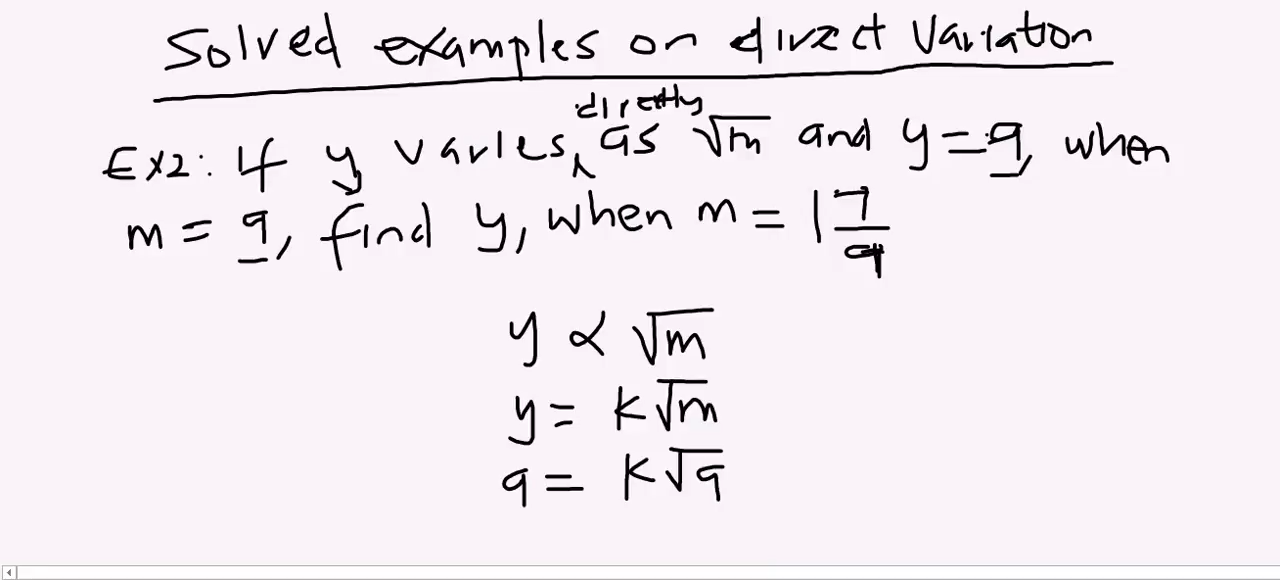 Solved examples on direct Variation
directly
Ex2: If y varies ‸ as √m and y = 9, when
m = 9, find y, when m = 1 7/9
y ∝ √m
y = k√m
9 = k√9